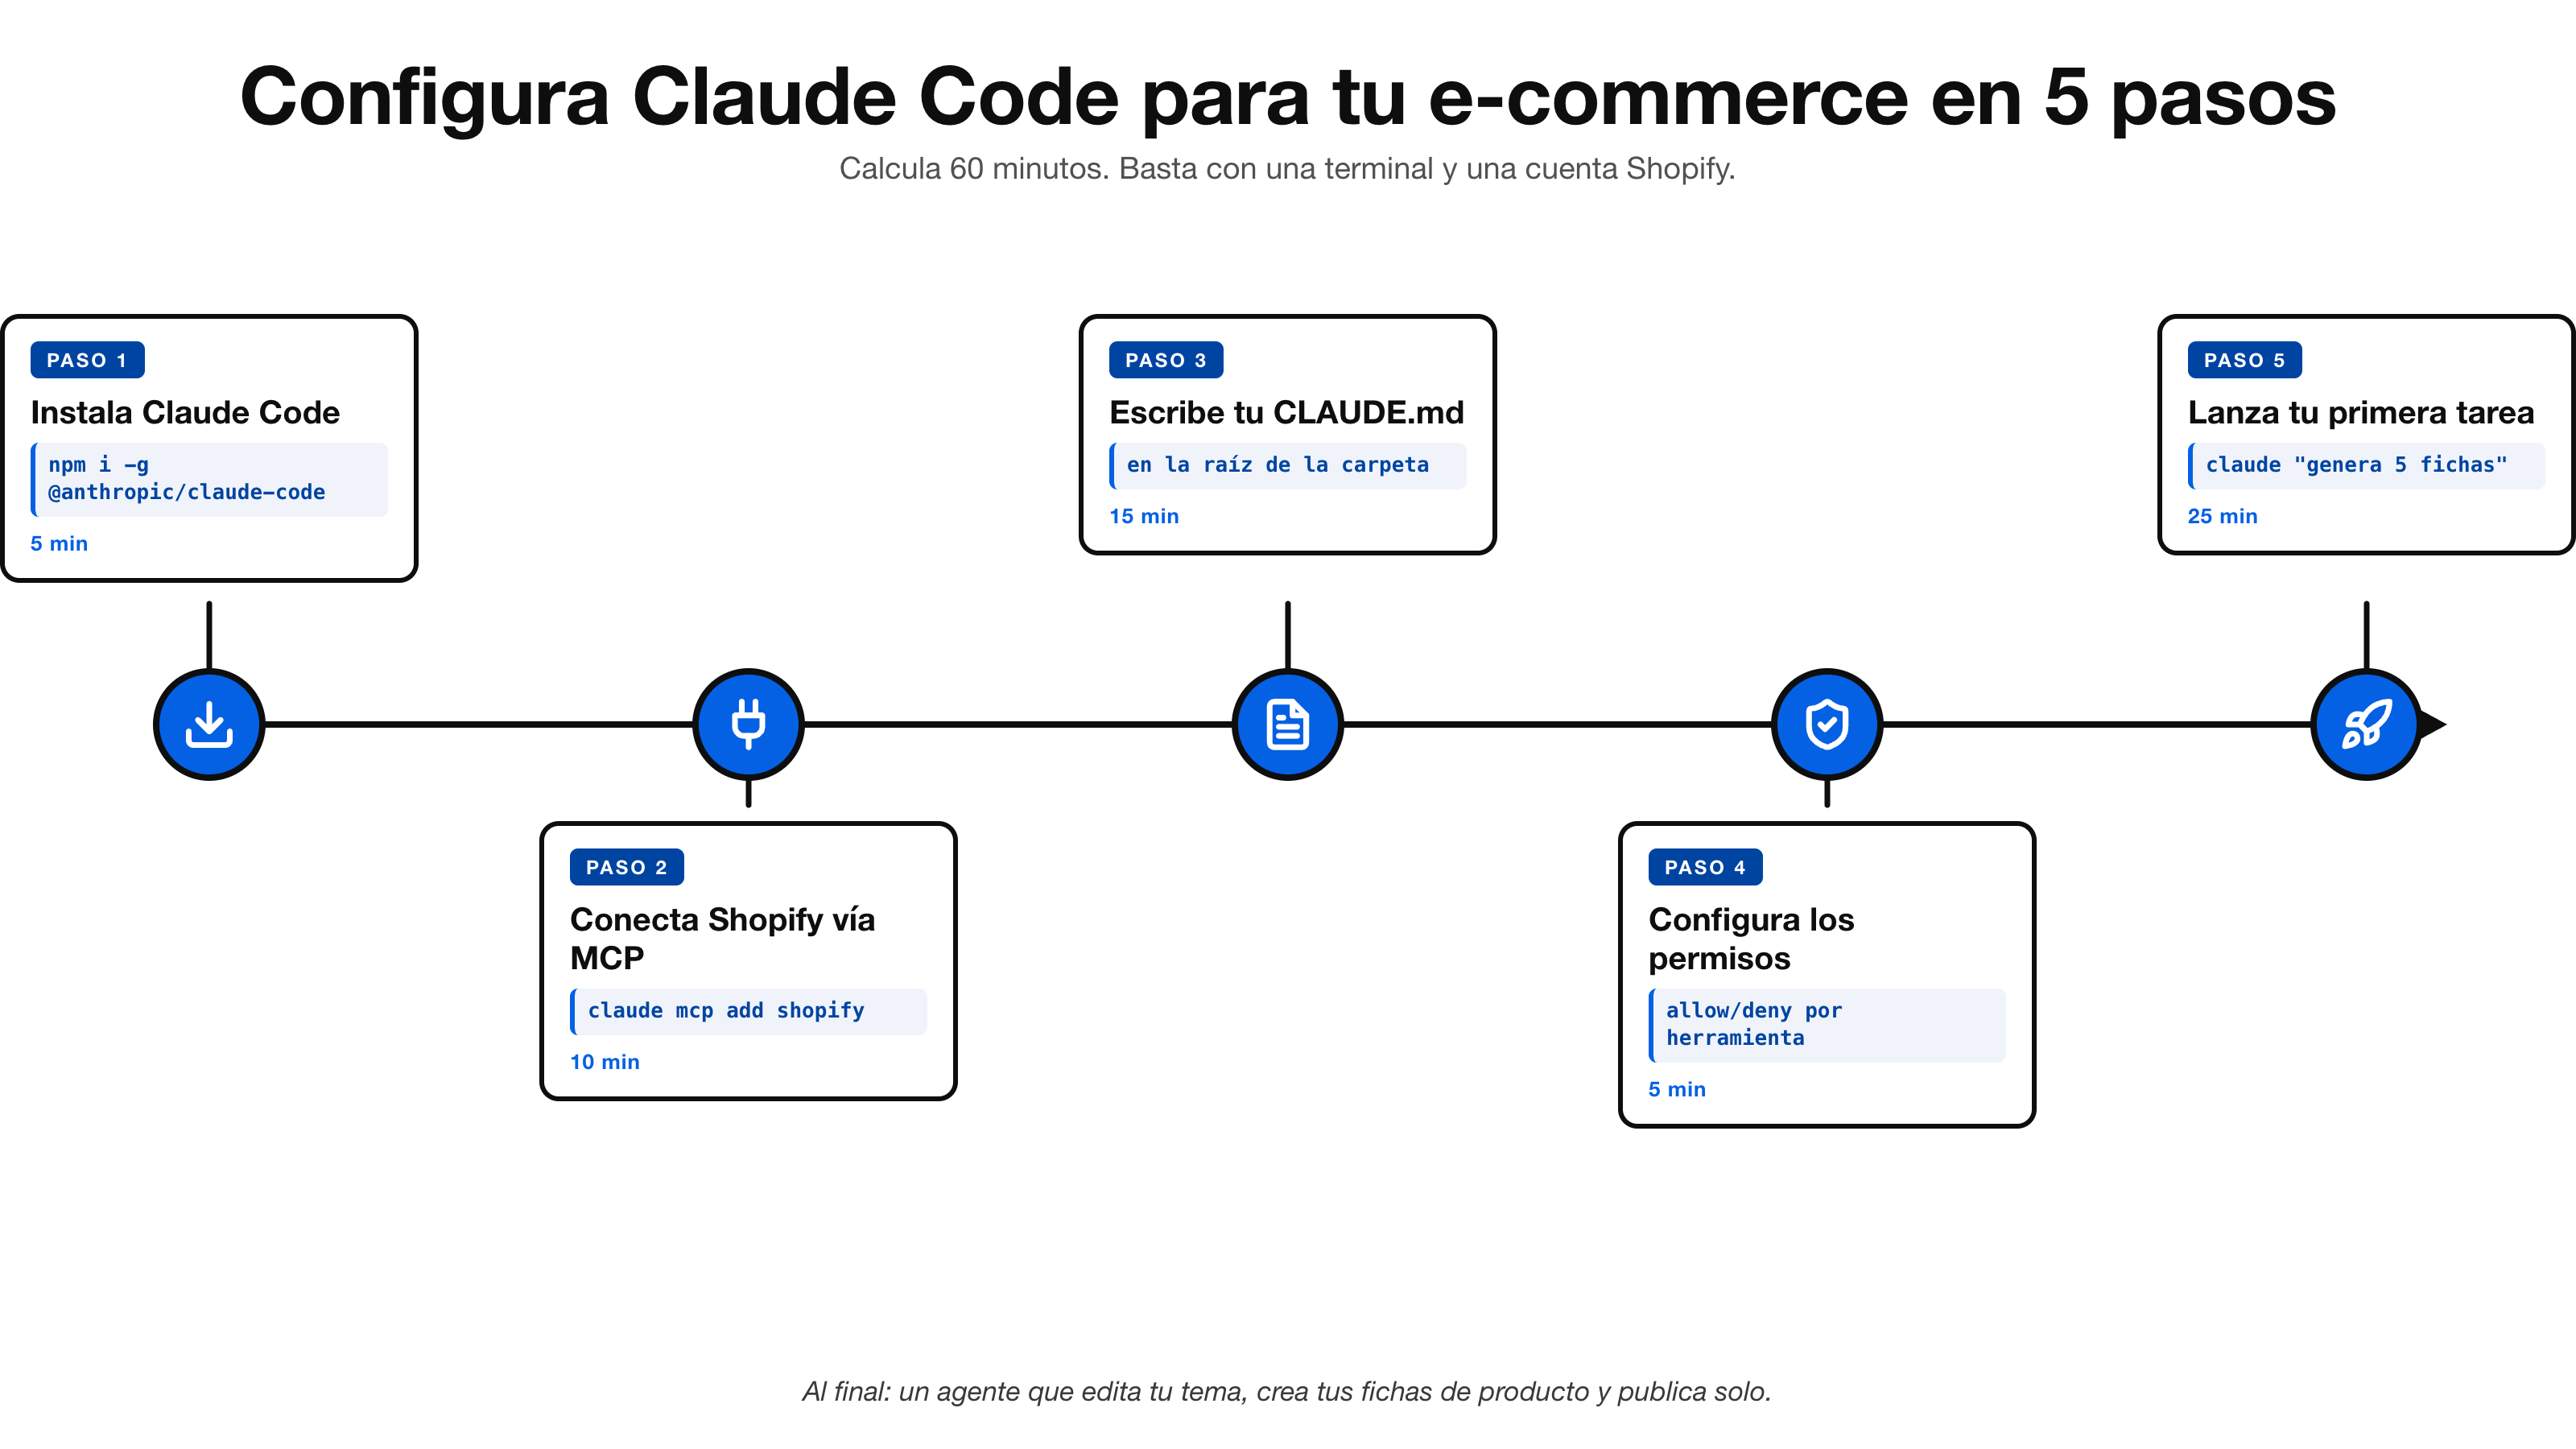 Configura Claude Code para tu e-commerce en 5 pasos
Calcula 60 minutos. Basta con una terminal y una cuenta Shopify.
PASO 1
Instala Claude Code
npm i -g
@anthropic/claude-code
5 min
PASO 2
Conecta Shopify vía
MCP
claude mcp add shopify
10 min
PASO 3
Escribe tu CLAUDE.md
en la raíz de la carpeta
15 min
PASO 4
Configura los
permisos
allow/deny por
herramienta
5 min
PASO 5
Lanza tu primera tarea
claude "genera 5 fichas"
25 min
Al final: un agente que edita tu tema, crea tus fichas de producto y publica solo.